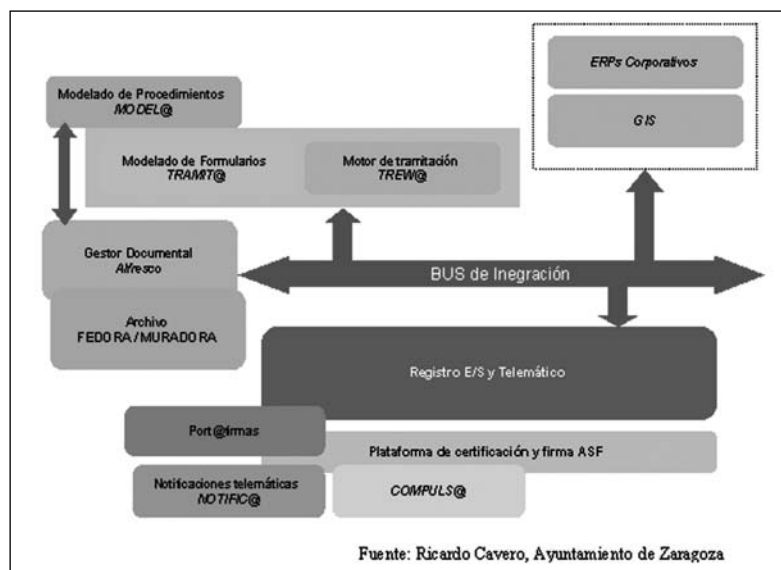 Modelado de Procedimientos
MODEL@
ERPs Corporativos
GIS
Modelado de Formularios
TRAMIT@
Motor de tramitación
TREW@
Gestor Documental
Alfresco
BUS de Inegración
Archivo
FEDORA / MURADORA
Registro E/S y Telemático
Port@firmas
Plataforma de certificación y firma ASF
Notificaciones telemáticas
NOTIFIC@
COMPULS@
Fuente: Ricardo Cavero, Ayuntamiento de Zaragoza